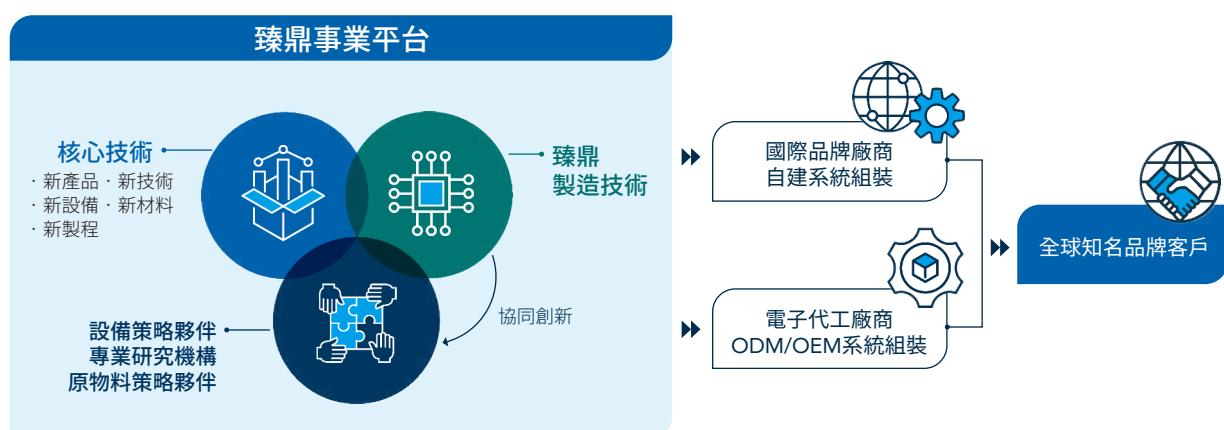 臻鼎事業平台
核心技術
· 新產品 · 新技術
· 新設備 · 新材料
· 新製程
臻鼎
製造技術
設備策略夥伴
專業研究機構
原物料策略夥伴
協同創新
國際品牌廠商
自建系統組裝
電子代工廠商
ODM/OEM系統組裝
全球知名品牌客戶